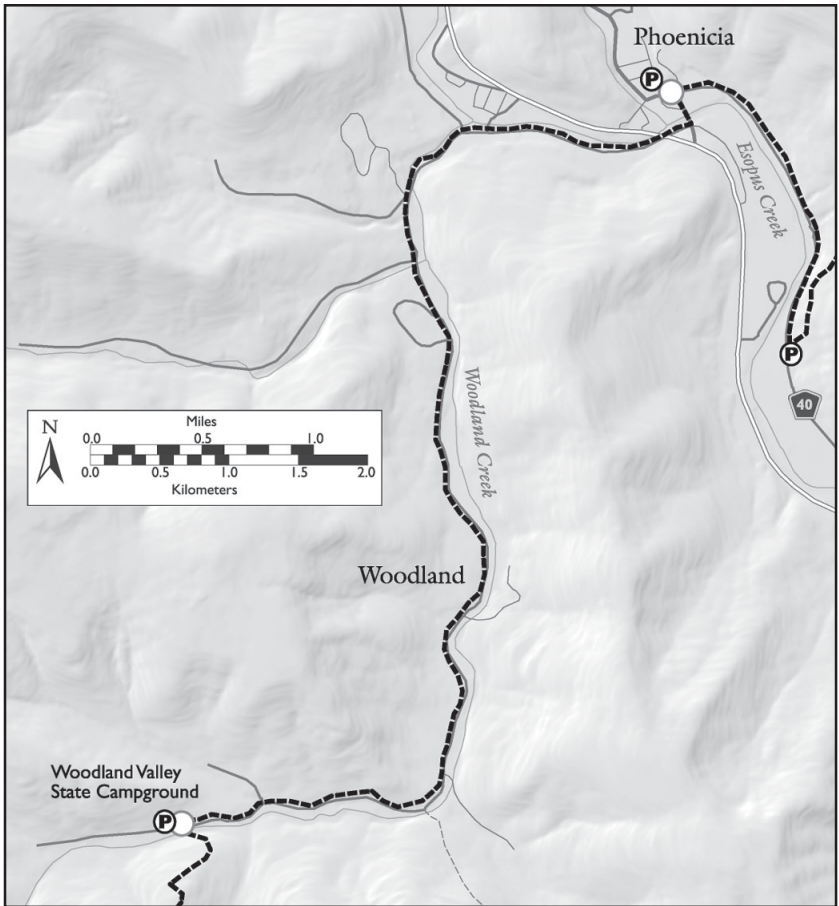 Phoenicia
P
Esopus Creek
P
40
Woodland Creek
N
Miles
0.0 0.5 1.0
0.0 0.5 1.0 1.5 2.0
Kilometers
Woodland
Woodland Valley
State Campground
P